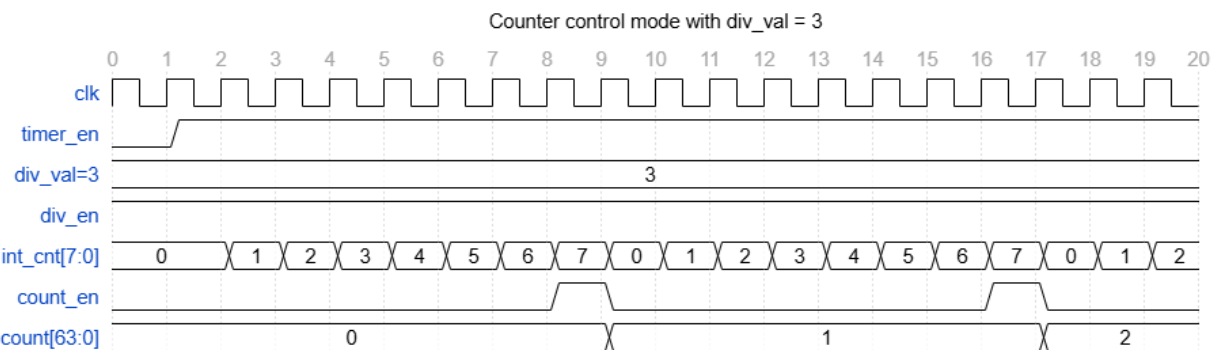 Counter control mode with div_val = 3
0 1 2 3 4 5 6 7 8 9 10 11 12 13 14 15 16 17 18 19 20
clk
timer_en
div_val=3 3
div_en
int_cnt[7:0] 0 1 2 3 4 5 6 7 0 1 2 3 4 5 6 7 0 1 2
count_en
count[63:0] 0 1 2